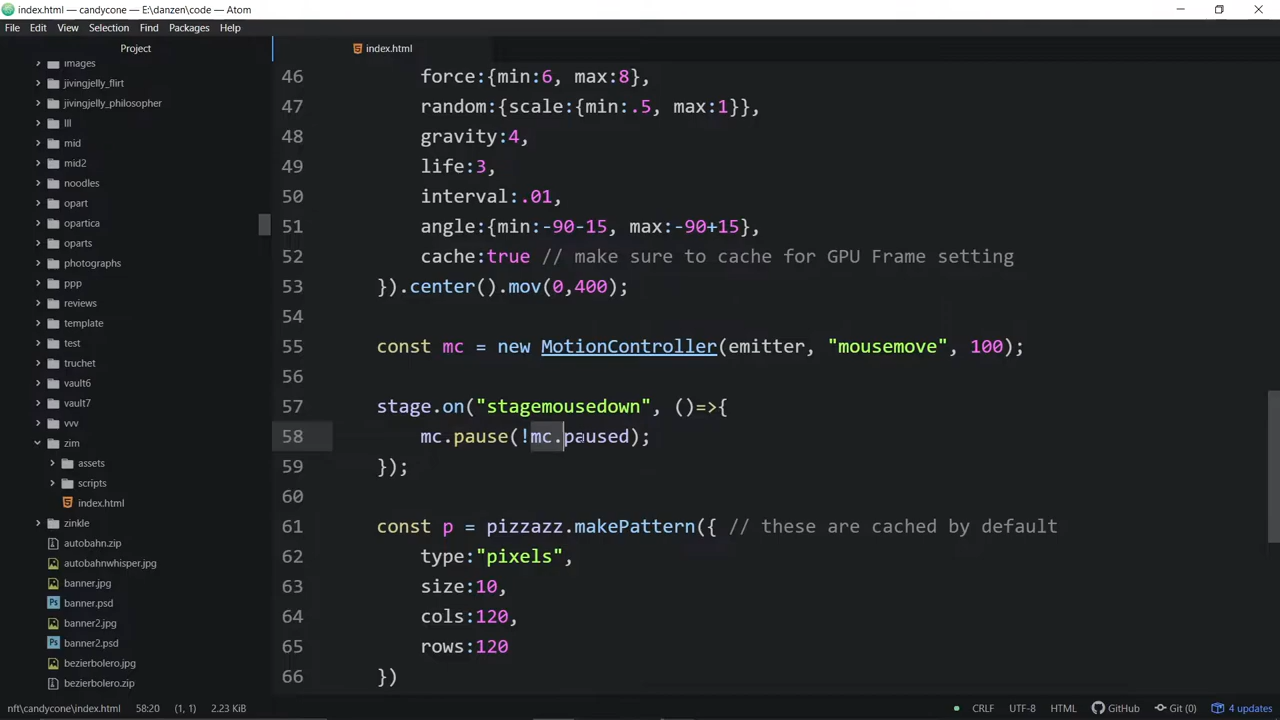 index.html — candycone — E:\danzen\code — Atom
File Edit View Selection Find Packages Help
Project
index.html
images
jivingjelly_flirt
jivingjelly_philosopher
lll
mid
mid2
noodles
opart
opartica
oparts
photographs
ppp
reviews
template
test
truchet
vault6
vault7
vvv
zim
assets
scripts
index.html
zinkle
autobahn.zip
autobahnwhisper.jpg
banner.jpg
banner.psd
banner2.jpg
banner2.psd
bezierbolero.jpg
bezierbolero.zip
46 force:{min:6, max:8},
47 random:{scale:{min:.5, max:1}},
48 gravity:4,
49 life:3,
50 interval:.01,
51 angle:{min:-90-15, max:-90+15},
52 cache:true // make sure to cache for GPU Frame setting
53 }).center().mov(0,400);
54
55 const mc = new MotionController(emitter, "mousemove", 100);
56
57 stage.on("stagemousedown", ()=>{
58 mc.pause(!mc.paused);
59 });
60
61 const p = pizzazz.makePattern({ // these are cached by default
62 type:"pixels",
63 size:10,
64 cols:120,
65 rows:120
66 })
nft\candycone\index.html 58:20 (1, 1) 2.23 KiB CRLF UTF-8 HTML GitHub Git (0) 4 updates